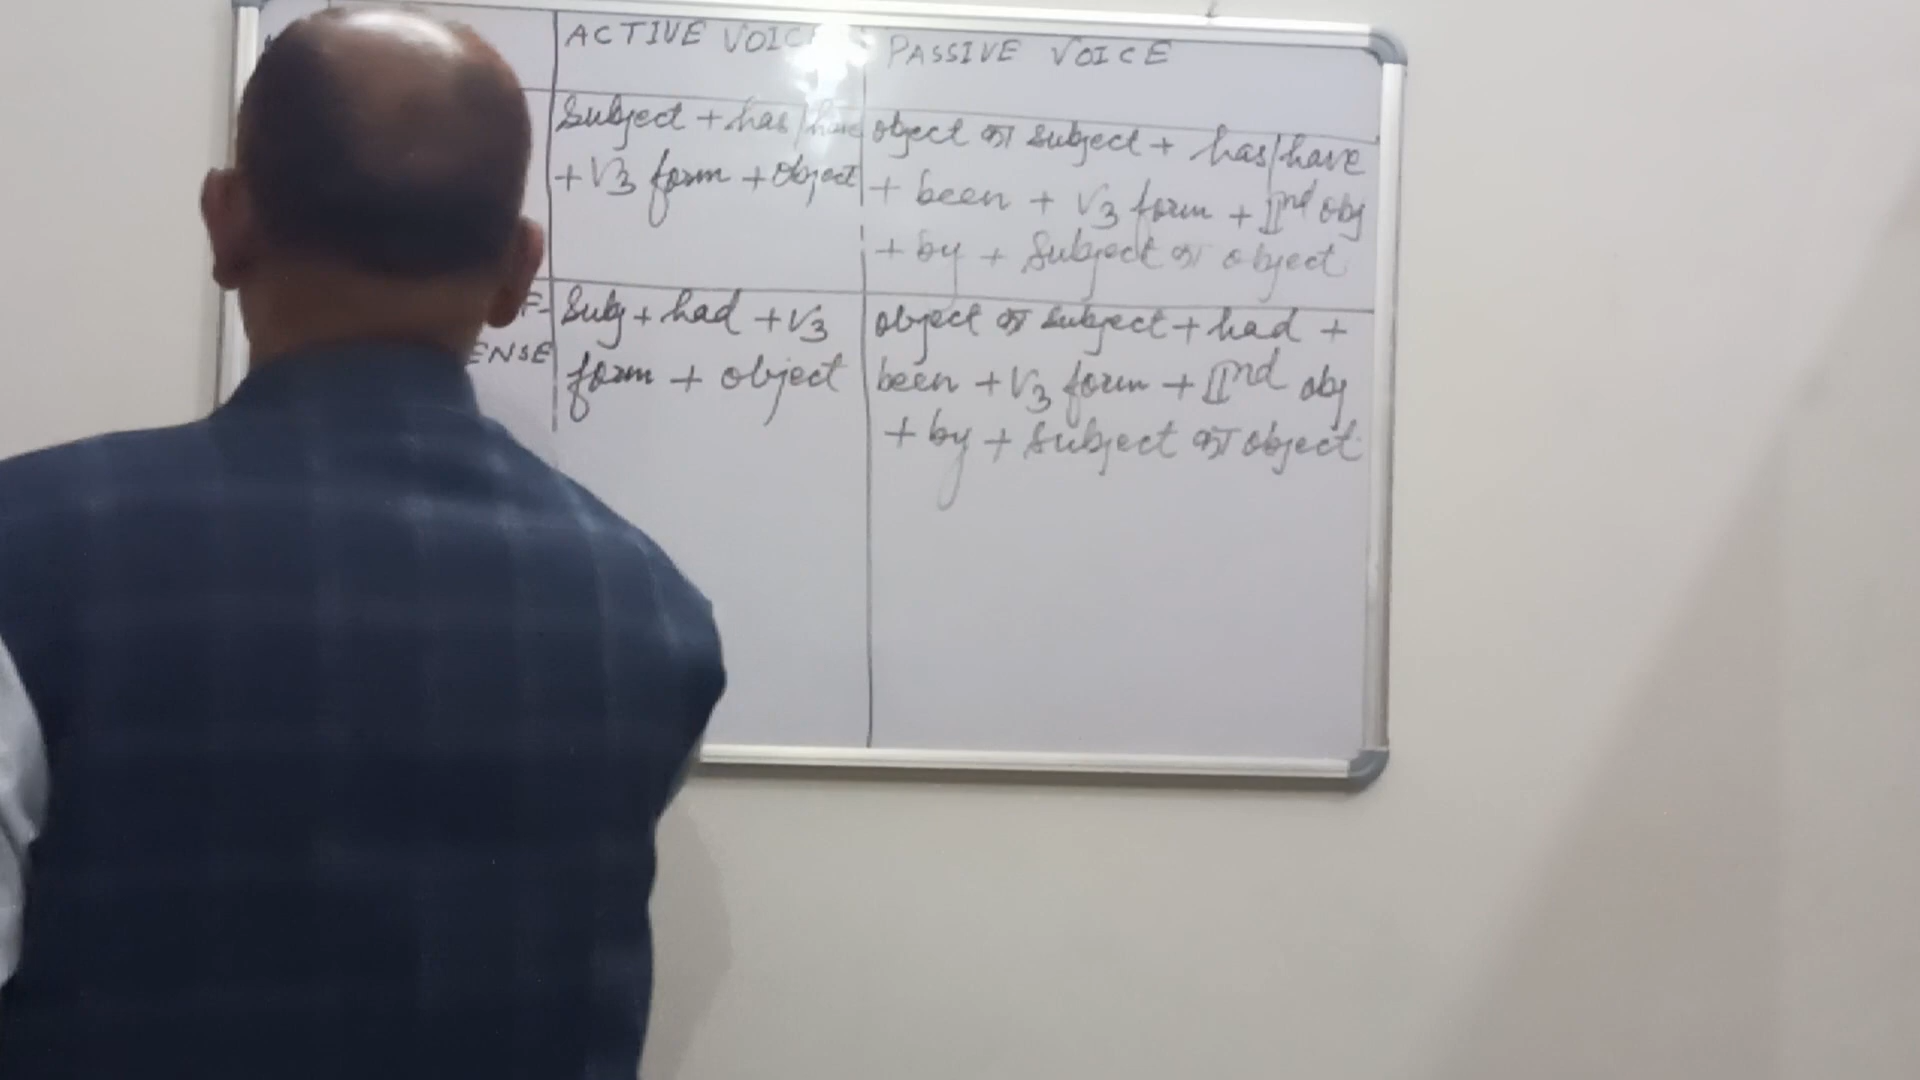 ACTIVE VOICE
PASSIVE VOICE
Subject + has/have
+ V3 form + object
object का subject + has/have
+ been + V3 form + IInd obj
+ by + Subject का object
ENSE
Subj + had + V3
form + object
object का subject + had +
been + V3 form + IInd obj
+ by + Subject का object